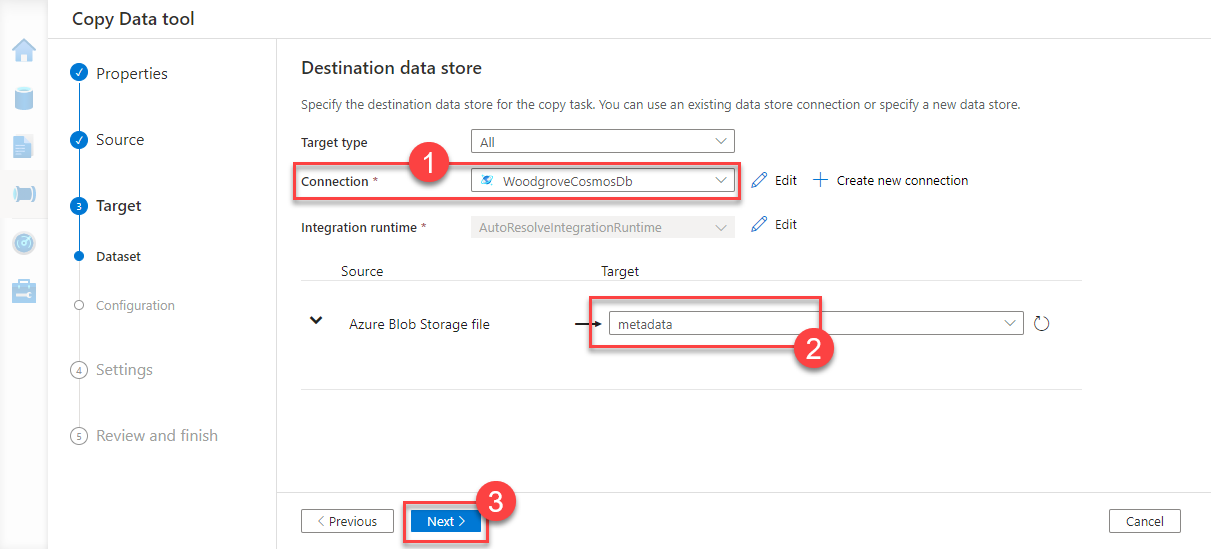 Copy Data tool
Properties
Source
3 Target
Dataset
Configuration
4 Settings
5 Review and finish
Destination data store
Specify the destination data store for the copy task. You can use an existing data store connection or specify a new data store.
Target type All
1
Connection * WoodgroveCosmosDb Edit Create new connection
Integration runtime * AutoResolveIntegrationRuntime Edit
Source Target
Azure Blob Storage file metadata
2
3
Previous Next Cancel